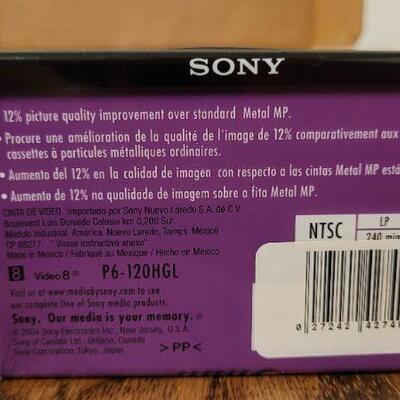 SONY
12% picture quality improvement over standard Metal MP.
• Procure une amélioration de la qualité de l'image de 12% comparativement aux
cassettes à particules métalliques ordinaires.
• Aumento del 12% en la calidad de imagen con respecto a las cintas Metal MP está
• Aumento de 12% na qualidade de imagem sobre a fita Metal MP.
CINTA DE VIDEO. Importado por Sony Nuevo Laredo S.A. de C.V.
Boulevard Luis Donaldo Colosio km 0,200 Sur
Módulo Industrial América, Nuevo Laredo, Tamps. México
CP 88277. "Vease instructivo anexo"
Made in Mexico / Fabriqué au Mexique / Hecho en México
8 Video8 P6-120HGL
Visit us at www.mediabysony.com to see
our complete line of Sony media products.
Sony. Our media is your memory.
© 2004 Sony Electronics Inc., New Jersey, U.S.A.
Sony of Canada Ltd., Ontario, Canada
Sony Corporation, Tokyo, Japan
>PP<
NTSC
LP
240 min
0 27242 4274